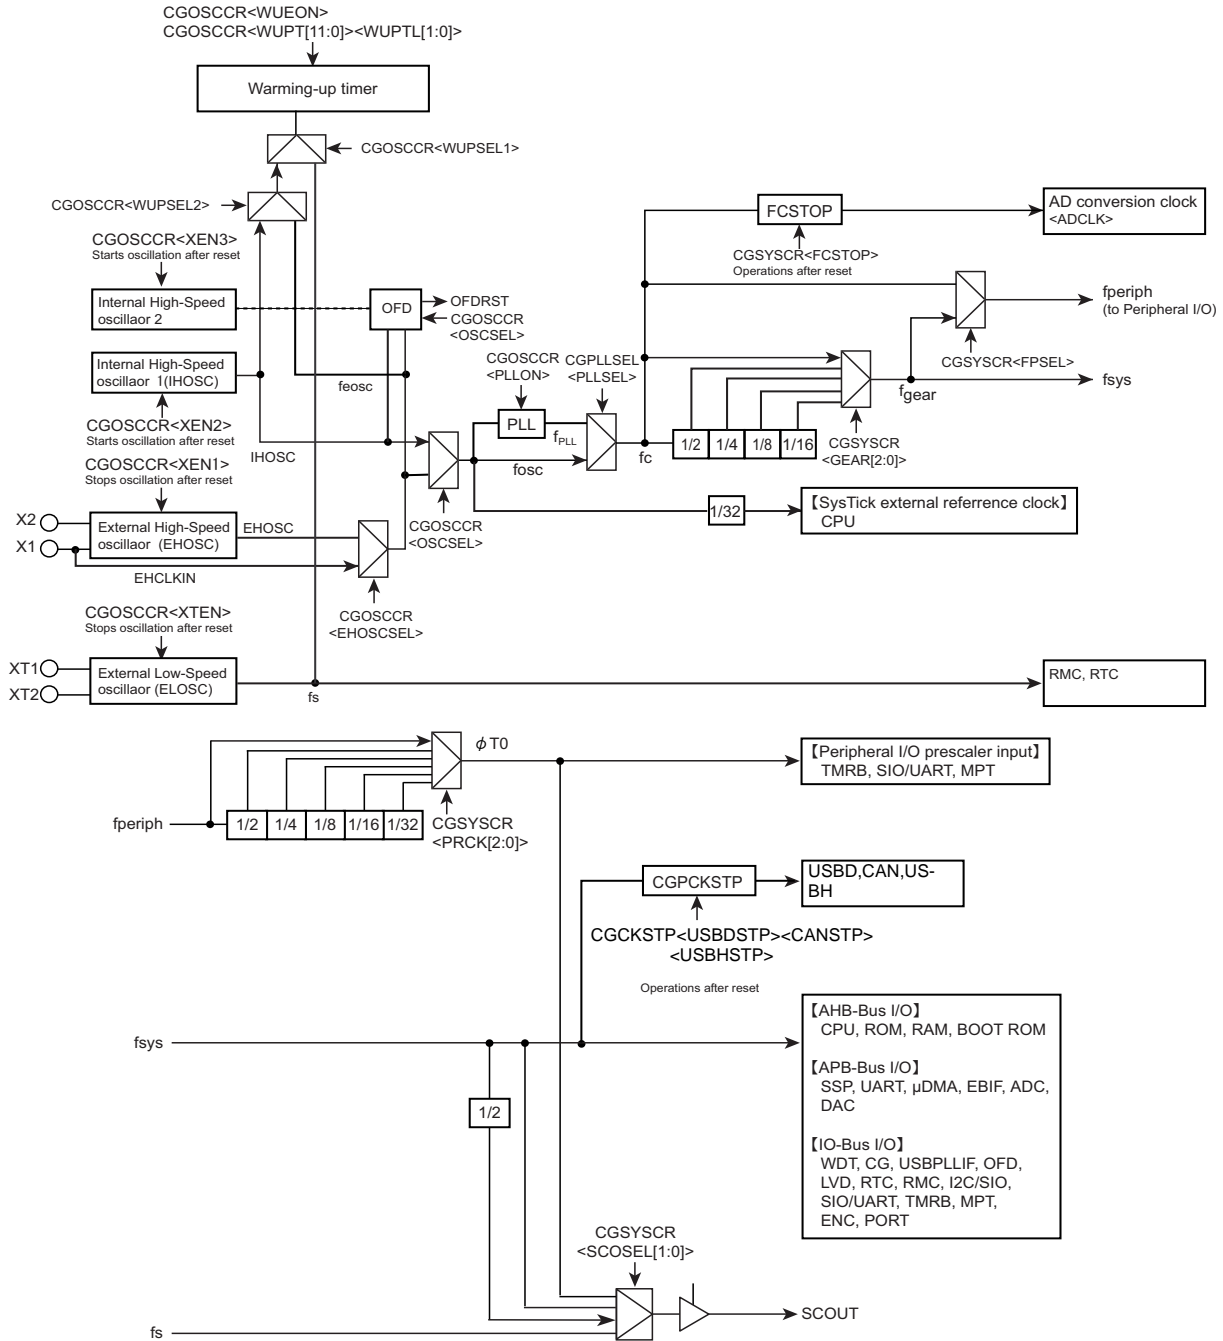 CGOSCCR<WUEON>
CGOSCCR<WUPT[11:0]><WUPTL[1:0]>
Warming-up timer
CGOSCCR<WUPSEL1>
CGOSCCR<WUPSEL2>
CGOSCCR<XEN3>
Starts oscillation after reset
Internal High-Speed
oscillaor 2
OFD
OFDRST
CGOSCCR
<OSCSEL>
Internal High-Speed
oscillaor 1(IHOSC)
CGOSCCR<XEN2>
Starts oscillation after reset
feosc
IHOSC
CGOSCCR<XEN1>
Stops oscillation after reset
X2
X1
External High-Speed
oscillaor (EHOSC)
EHOSC
EHCLKIN
CGOSCCR
<EHOSCSEL>
CGOSCCR
<OSCSEL>
CGOSCCR
<PLLON>
PLL
fPLL
fosc
CGPLLSEL
<PLLSEL>
fc
FCSTOP
CGSYSCR<FCSTOP>
Operations after reset
AD conversion clock
<ADCLK>
fperiph
(to Peripheral I/O)
CGSYSCR<FPSEL>
fsys
fgear
1/2
1/4
1/8
1/16
CGSYSCR
<GEAR[2:0]>
1/32
【SysTick external referrence clock】
CPU
CGOSCCR<XTEN>
Stops oscillation after reset
XT1
XT2
External Low-Speed
oscillaor (ELOSC)
fs
RMC, RTC
ϕT0
【Peripheral I/O prescaler input】
TMRB, SIO/UART, MPT
fperiph
1/2
1/4
1/8
1/16
1/32
CGSYSCR
<PRCK[2:0]>
CGPCKSTP
USBD,CAN,US-
BH
CGCKSTP<USBDSTP><CANSTP>
<USBHSTP>
Operations after reset
fsys
1/2
【AHB-Bus I/O】
CPU, ROM, RAM, BOOT ROM
【APB-Bus I/O】
SSP, UART, µDMA, EBIF, ADC,
DAC
【IO-Bus I/O】
WDT, CG, USBPLLIF, OFD,
LVD, RTC, RMC, I2C/SIO,
SIO/UART, TMRB, MPT,
ENC, PORT
CGSYSCR
<SCOSEL[1:0]>
SCOUT
fs